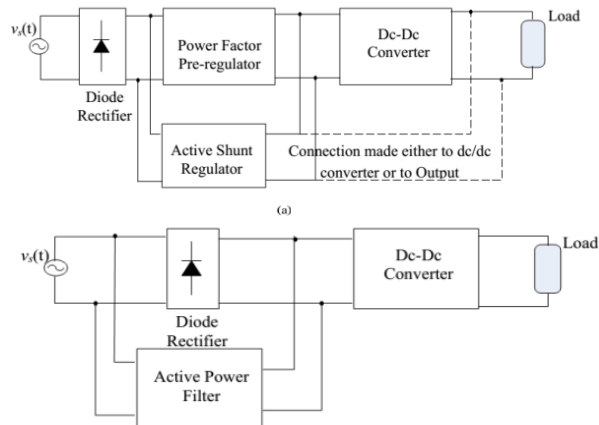 vs(t)
Diode
Rectifier
Power Factor
Pre-regulator
Dc-Dc
Converter
Load
Active Shunt
Regulator
Connection made either to dc/dc
converter or to Output
(a)
vs(t)
Diode
Rectifier
Dc-Dc
Converter
Load
Active Power
Filter